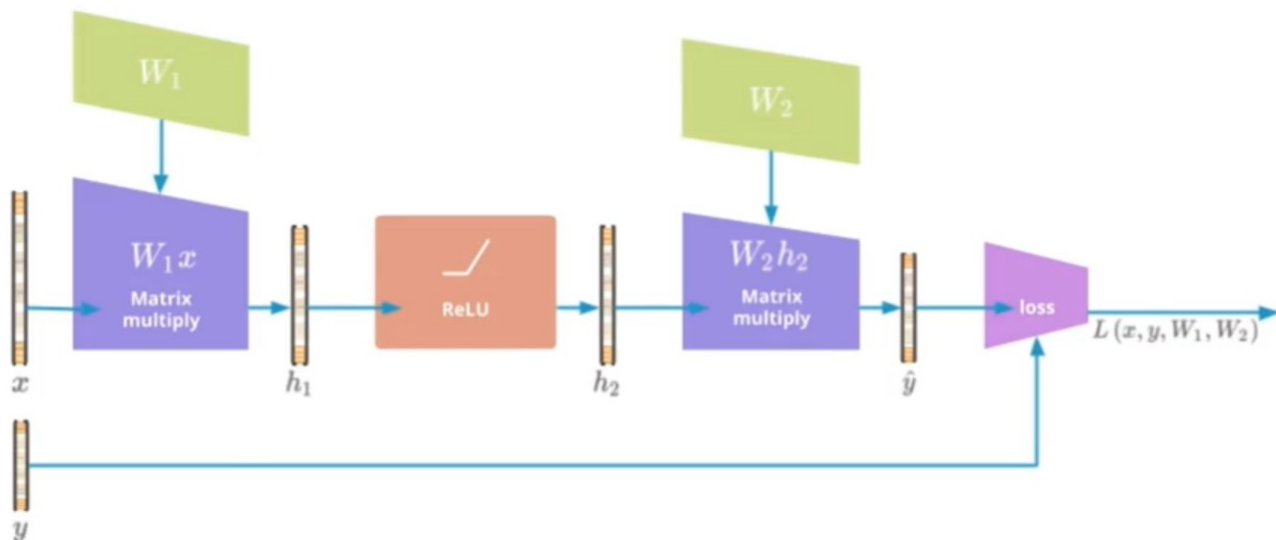 W₁
W₂
W₁x
Matrix
multiply
ReLU
W₂h₂
Matrix
multiply
loss
L (x, y, W₁, W₂)
x
h₁
h₂
ŷ
y